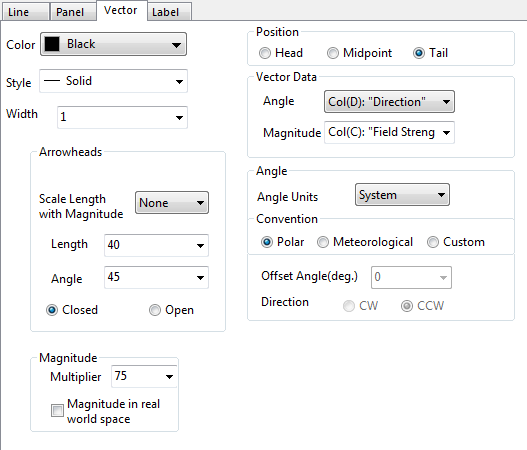 Line Panel Vector Label
Color Black
Style Solid
Width 1
Arrowheads
Scale Length
with Magnitude None
Length 40
Angle 45
Closed Open
Magnitude
Multiplier 75
Magnitude in real
world space
Position
Head Midpoint Tail
Vector Data
Angle Col(D): "Direction"
Magnitude Col(C): "Field Streng
Angle
Angle Units System
Convention
Polar Meteorological Custom
Offset Angle(deg.) 0
Direction CW CCW